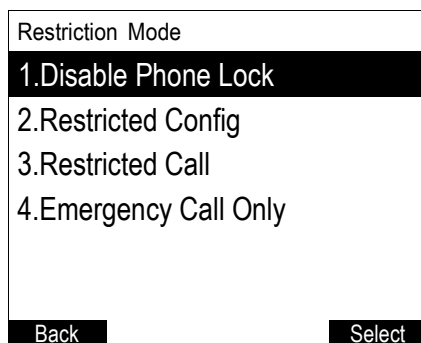 Restriction Mode
1.Disable Phone Lock
2.Restricted Config
3.Restricted Call
4.Emergency Call Only
Back Select